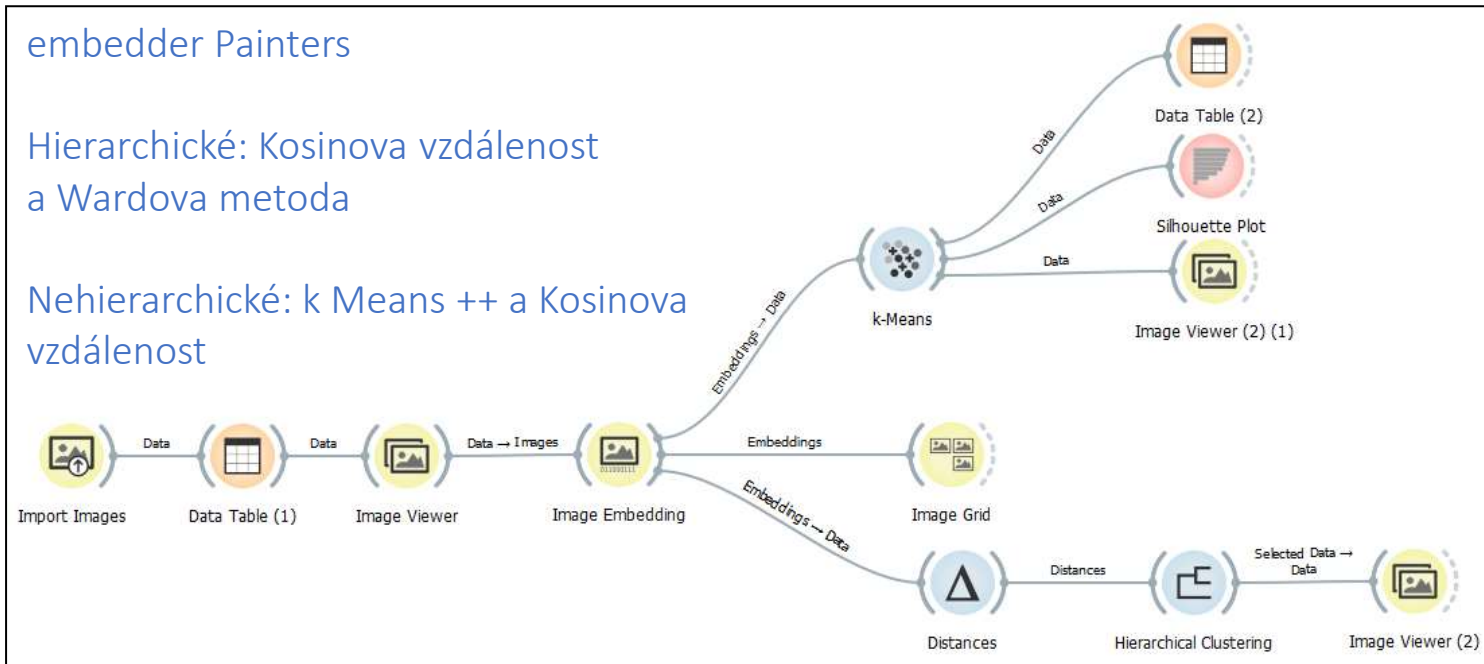 embedder Painters
Hierarchické: Kosinova vzdálenost
a Wardova metoda
Nehierarchické: k Means ++ a Kosinova
vzdálenost
Data
Data Table (2)
Data
Silhouette Plot
Data
Image Viewer (2) (1)
k-Means
Embeddings → Data
Import Images
Data
Data Table (1)
Data
Image Viewer
Data → Images
Image Embedding
Embeddings
Image Grid
Embeddings → Data
Distances
Distances
Hierarchical Clustering
Selected Data →
Data
Image Viewer (2)